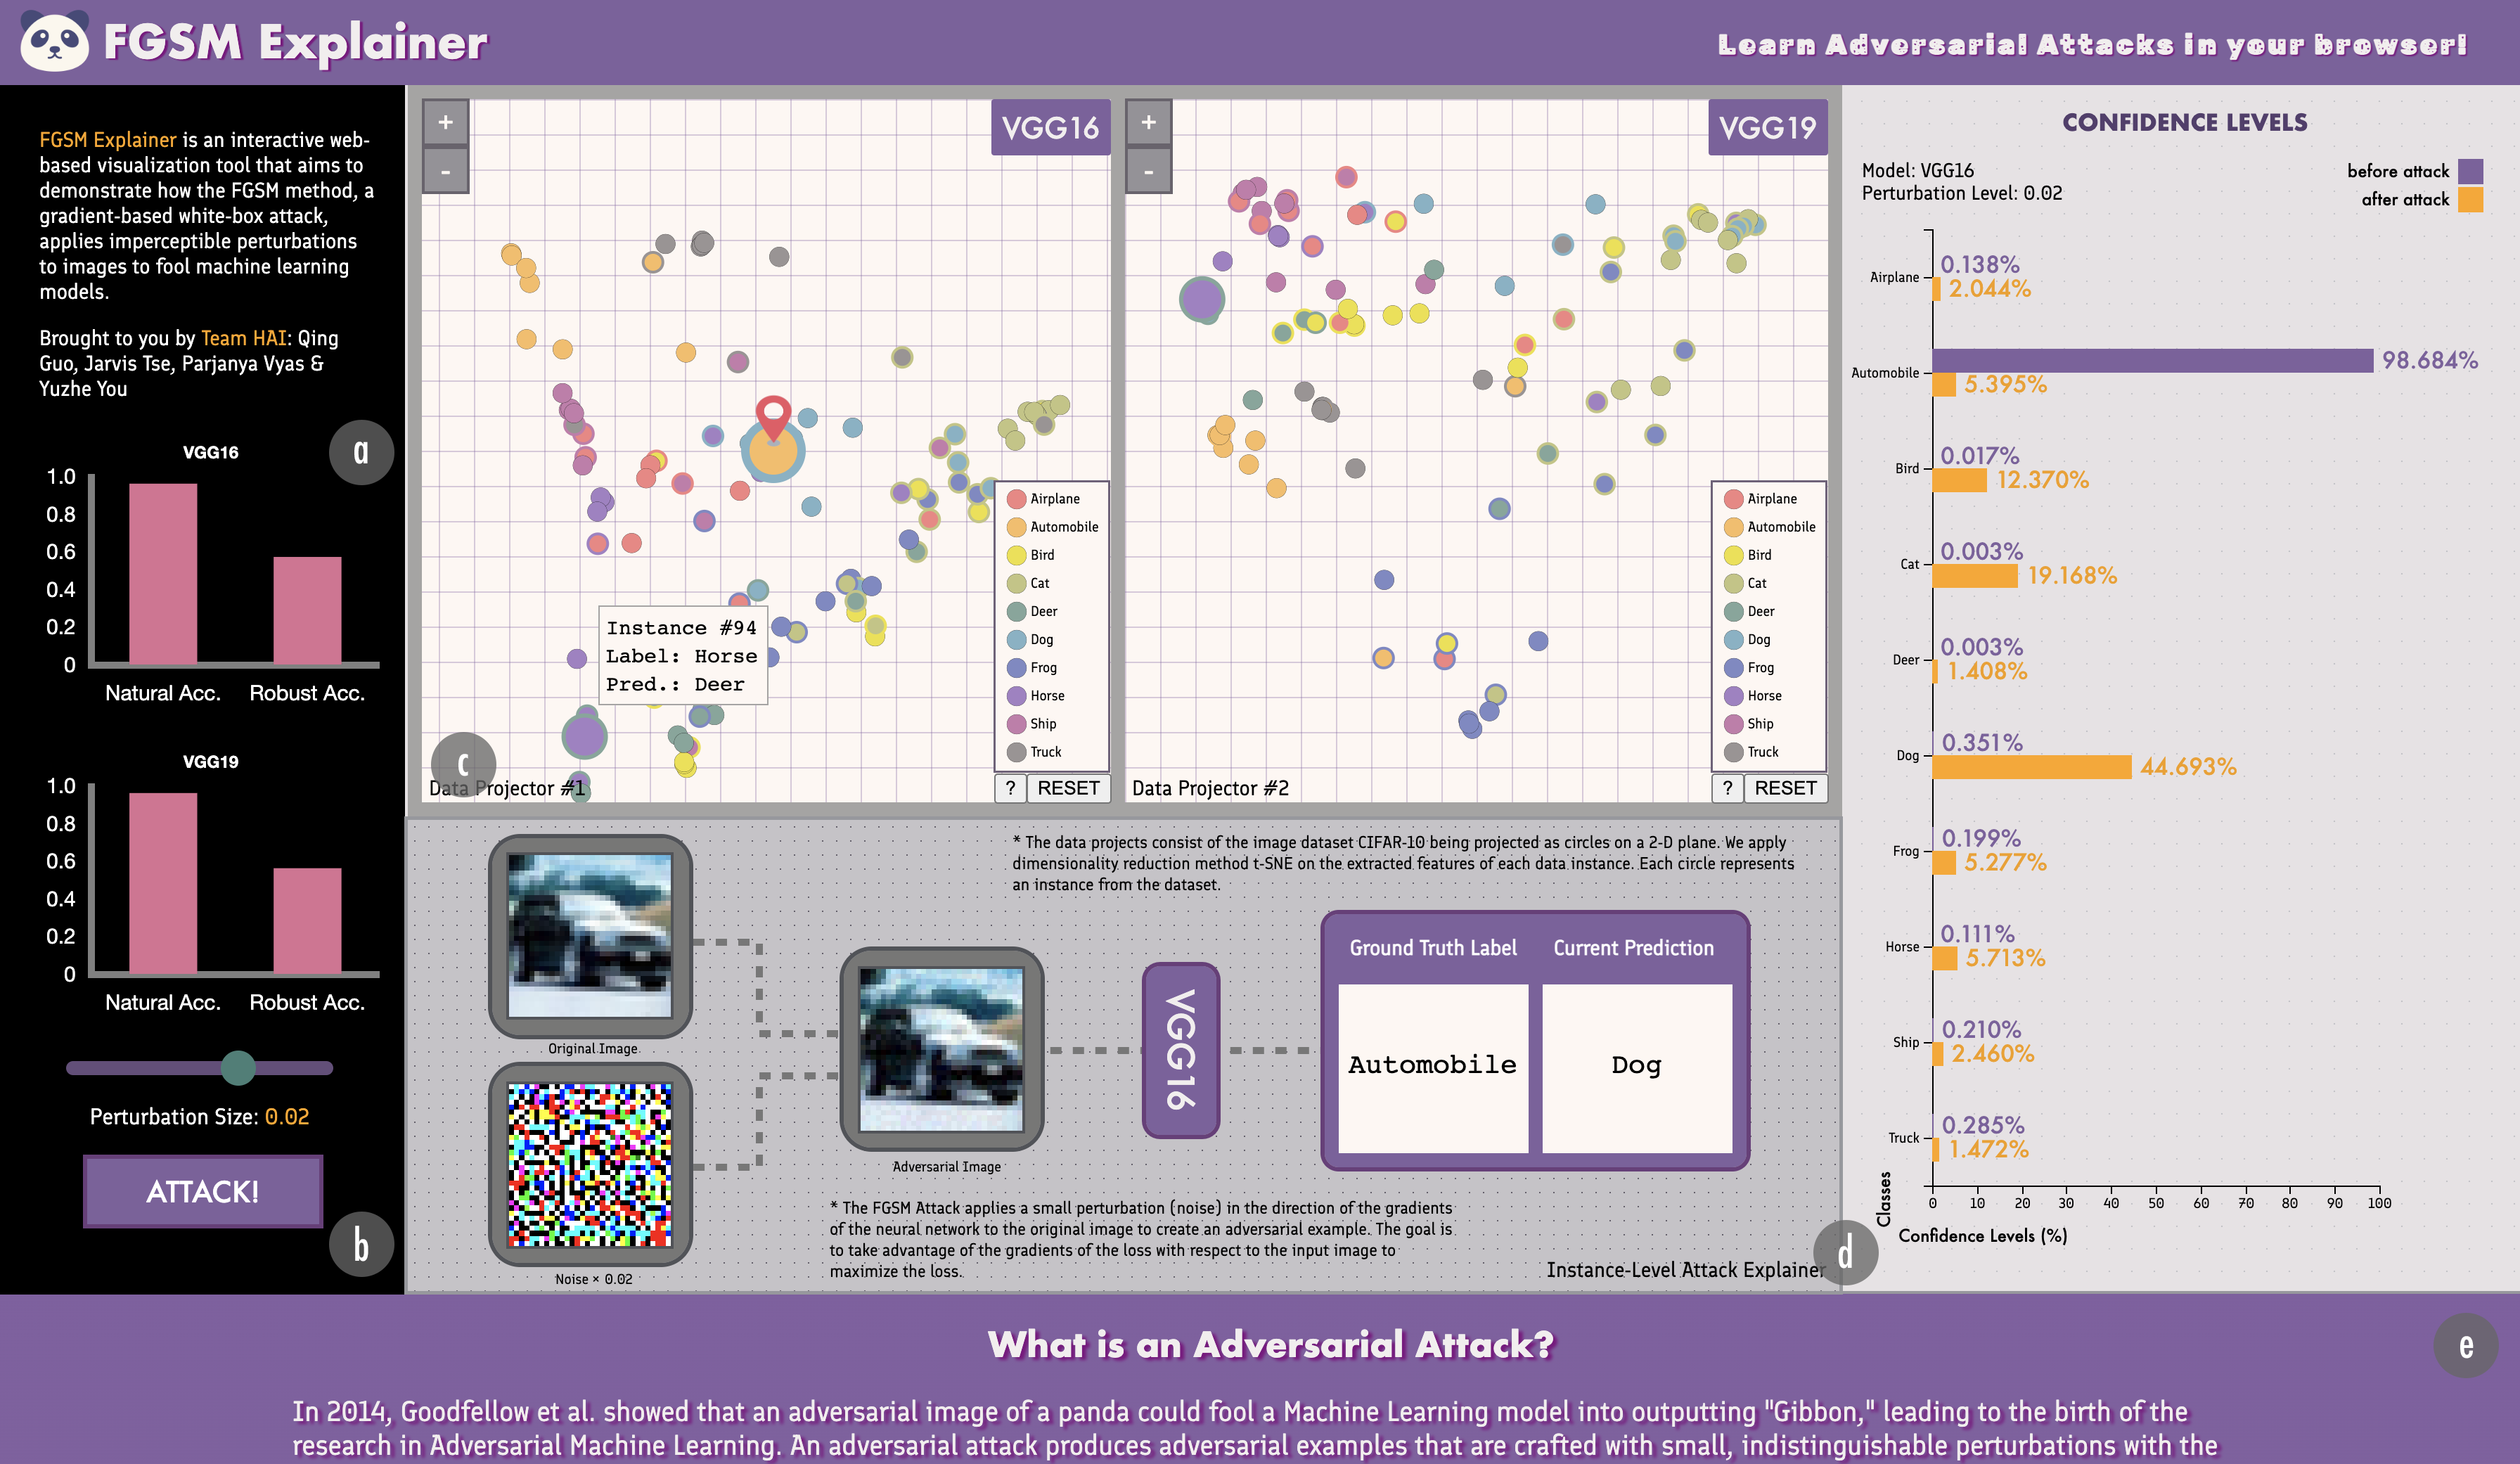 FGSM Explainer
Learn Adversarial Attacks in your browser!
FGSM Explainer is an interactive web-
based visualization tool that aims to
demonstrate how the FGSM method, a
gradient-based white-box attack,
applies imperceptible perturbations
to images to fool machine learning
models.
Brought to you by Team HAI: Qing
Guo, Jarvis Tse, Parjanya Vyas &
Yuzhe You
a
VGG16
1.0
0.8
0.6
0.4
0.2
0
Natural Acc.
Robust Acc.
VGG19
1.0
0.8
0.6
0.4
0.2
0
Natural Acc.
Robust Acc.
Perturbation Size: 0.02
ATTACK!
b
+
-
VGG16
Instance #94
Label: Horse
Pred.: Deer
Airplane
Automobile
Bird
Cat
Deer
Dog
Frog
Horse
Ship
Truck
c
Data Projector #1
?
RESET
+
-
VGG19
Airplane
Automobile
Bird
Cat
Deer
Dog
Frog
Horse
Ship
Truck
Data Projector #2
?
RESET
* The data projects consist of the image dataset CIFAR-10 being projected as circles on a 2-D plane. We apply
dimensionality reduction method t-SNE on the extracted features of each data instance. Each circle represents
an instance from the dataset.
Original Image
Noise × 0.02
Adversarial Image
VGG16
Ground Truth Label
Current Prediction
Automobile
Dog
* The FGSM Attack applies a small perturbation (noise) in the direction of the gradients
of the neural network to the original image to create an adversarial example. The goal is
to take advantage of the gradients of the loss with respect to the input image to
maximize the loss.
Instance-Level Attack Explainer
d
CONFIDENCE LEVELS
Model: VGG16
Perturbation Level: 0.02
before attack
after attack
Airplane
0.138%
2.044%
Automobile
98.684%
5.395%
Bird
0.017%
12.370%
Cat
0.003%
19.168%
Deer
0.003%
1.408%
Dog
0.351%
44.693%
Frog
0.199%
5.277%
Horse
0.111%
5.713%
Ship
0.210%
2.460%
Truck
0.285%
1.472%
Classes
0 10 20 30 40 50 60 70 80 90 100
Confidence Levels (%)
What is an Adversarial Attack?
e
In 2014, Goodfellow et al. showed that an adversarial image of a panda could fool a Machine Learning model into outputting "Gibbon," leading to the birth of the
research in Adversarial Machine Learning. An adversarial attack produces adversarial examples that are crafted with small, indistinguishable perturbations with the